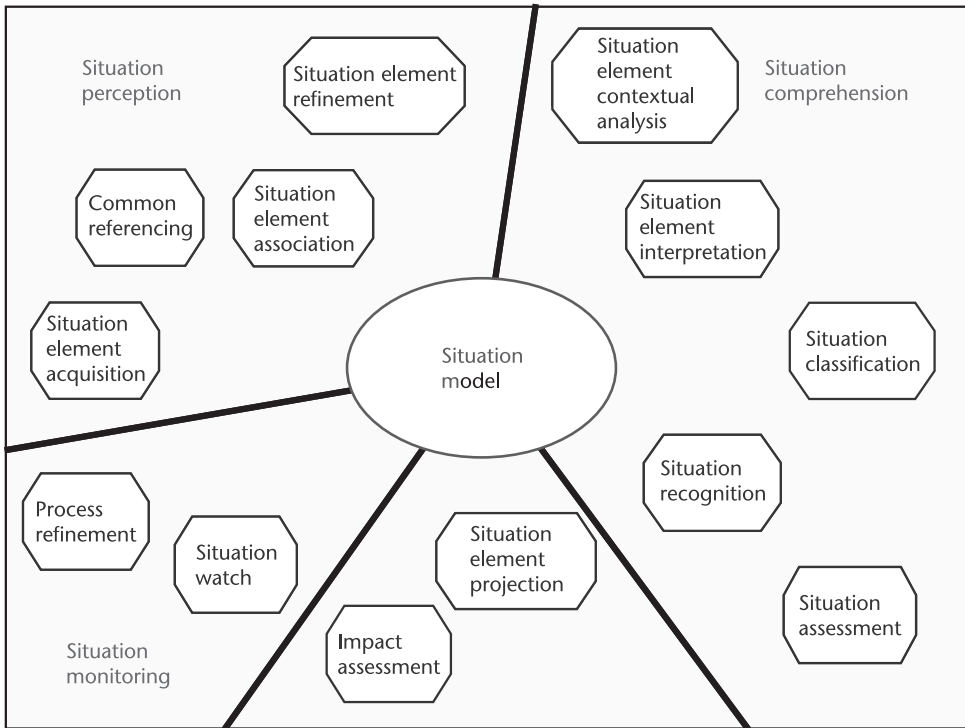 Situation
perception
Situation element
refinement
Common
referencing
Situation
element
association
Situation
element
acquisition
Situation
element
contextual
analysis
Situation
comprehension
Situation
element
interpretation
Situation
classification
Situation
recognition
Situation
assessment
Situation
model
Process
refinement
Situation
watch
Situation
monitoring
Situation
element
projection
Impact
assessment